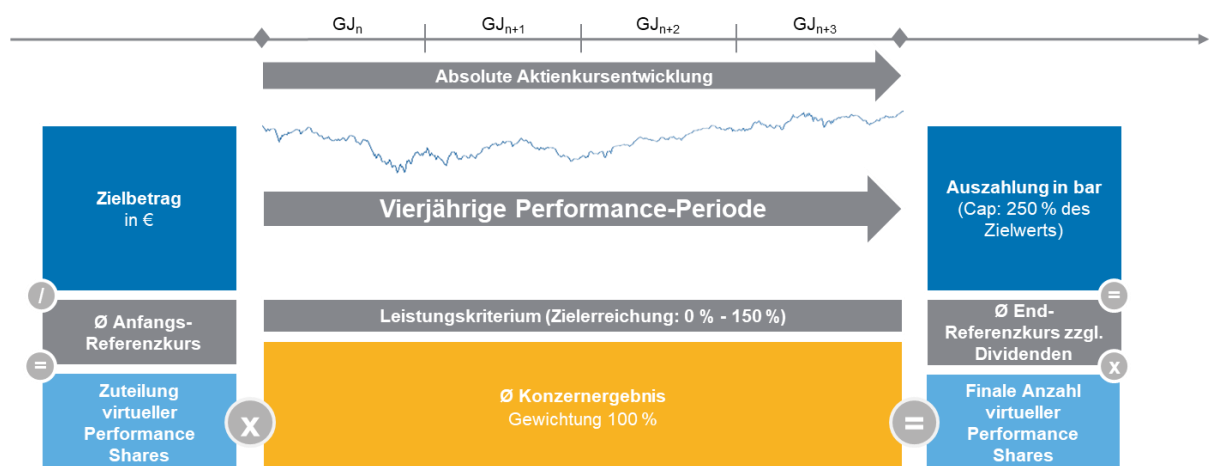 GJn
GJn+1
GJn+2
GJn+3
Absolute Aktienkursentwicklung
Zielbetrag
in €
Vierjährige Performance-Periode
Auszahlung in bar
(Cap: 250 % des
Zielwerts)
/
=
Ø Anfangs-
Referenzkurs
Leistungskriterium (Zielerreichung: 0 % - 150 %)
Ø End-
Referenzkurs zzgl.
Dividenden
=
x
Zuteilung
virtueller
Performance
Shares
x
Ø Konzernergebnis
Gewichtung 100 %
=
Finale Anzahl
virtueller
Performance
Shares